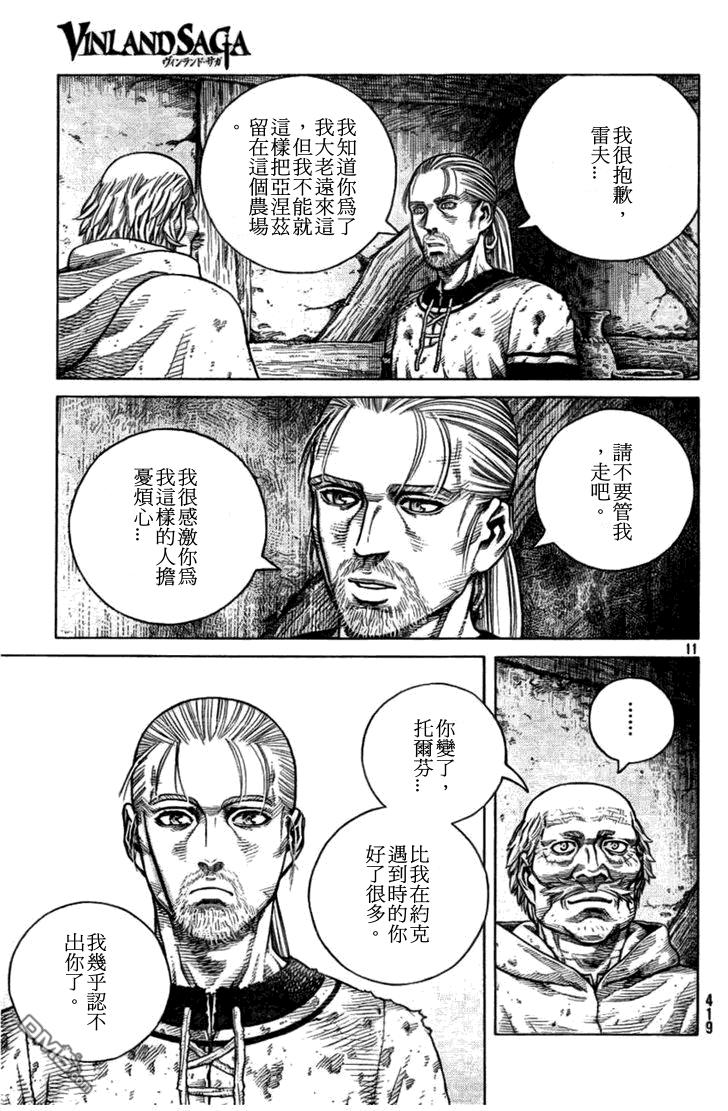 VINLAND SAGA
ヴィンランド・サガ
我很抱歉，
雷夫…
我知道你爲了
我大老遠來這
，但我不能就
這樣把亞涅茲
留在這個農場
。
請不要管我
，走吧。
我很感激你爲
我這樣的人擔
憂煩心…
11
……
你變了，
托爾芬…
比我在約克
遇到時的你
好了很多。
我幾乎認不
出你了。
419